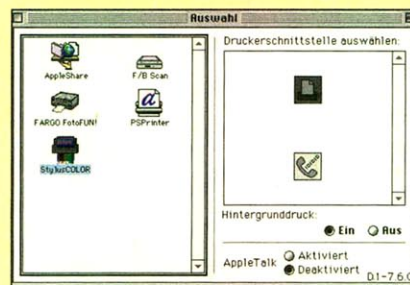 Auswahl
AppleShare
F/B Scan
FARGO FotoFUN!
PSPrinter
StylusCOLOR
Druckerschnittstelle auswählen:
Hintergrunddruck:
Ein
Aus
AppleTalk
Aktiviert
Deaktiviert
D1-7.6.0